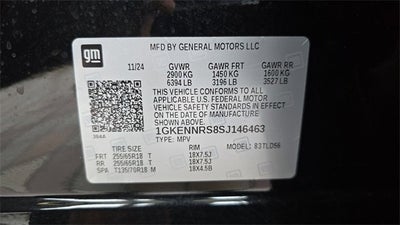 gm
MFD BY GENERAL MOTORS LLC
11/24 GVWR GAWR FRT GAWR RR
2900 KG 1450 KG 1600 KG
6394 LB 3196 LB 3527 LB
THIS VEHICLE CONFORMS TO ALL
APPLICABLE U.S. FEDERAL MOTOR
VEHICLE SAFETY STANDARDS IN
EFFECT ON THE DATE OF
MANUFACTURE SHOWN ABOVE.
1GKENNRS8SJ146463
TYPE: MPV MODEL: 83TLD56
TIRE SIZE RIM
FRT 255/65R18 T 18X7.5J
RR 255/65R18 T 18X7.5J
SPA T135/70R18 M 18X4.5B